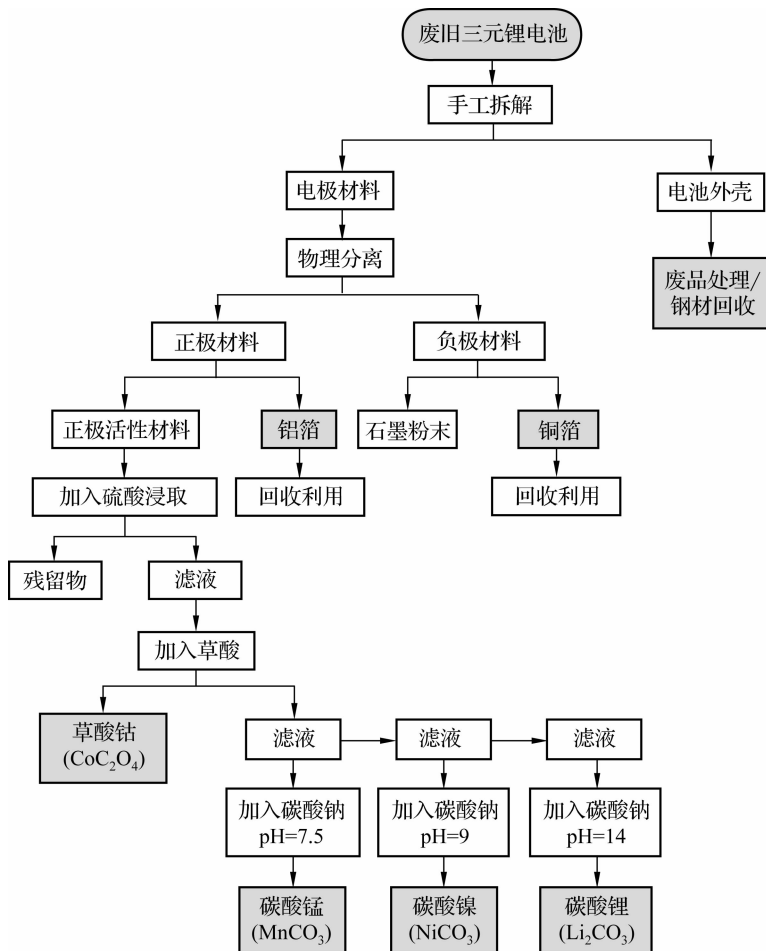 废旧三元锂电池
手工拆解
电极材料
电池外壳
物理分离
废品处理/
钢材回收
正极材料
负极材料
正极活性材料
铝箔
石墨粉末
铜箔
加入硫酸浸取
回收利用
回收利用
残留物
滤液
加入草酸
草酸钴
(CoC₂O₄)
滤液
滤液
滤液
加入碳酸钠
pH=7.5
加入碳酸钠
pH=9
加入碳酸钠
pH=14
碳酸锰
(MnCO₃)
碳酸镍
(NiCO₃)
碳酸锂
(Li₂CO₃)